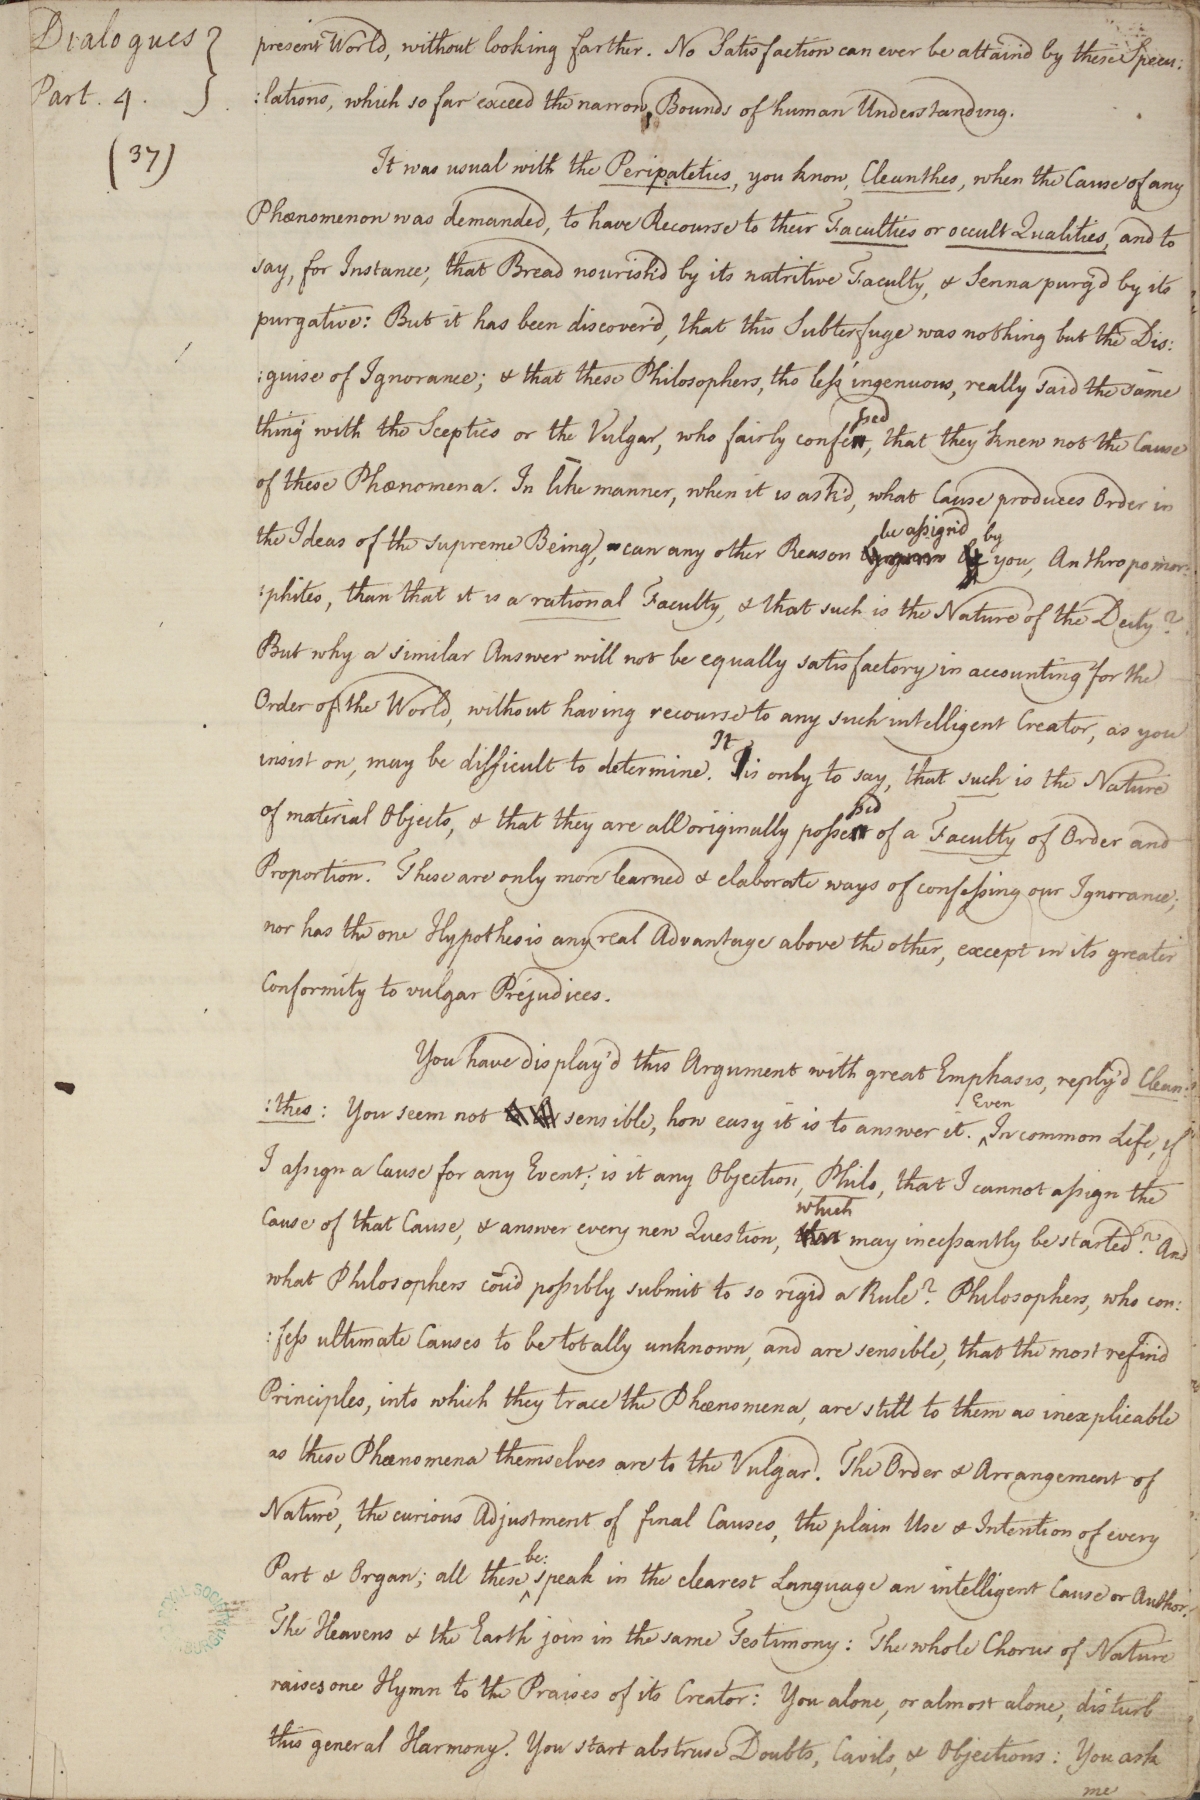 Dialogues
Part. 4.
(37)
present World, without looking farther. No Satisfaction can ever be attain'd by these Specu:
:lations, which so far exceed the narrow Bounds of human Understanding.
It was usual with the Peripatetics, you know, Cleanthes, when the Cause of any
Phœnomenon was demanded, to have Recourse to their Faculties or occult Qualities, and to
say, for Instance, that Bread nourish'd by its nutritive Faculty, & Senna purg'd by its
purgative: But it has been discover'd, that this Subterfuge was nothing but the Dis:
:guise of Ignorance; & that these Philosophers, tho less ingenuous, really said the same
thing with the Sceptics or the Vulgar, who fairly confessed, that they knew not the Cause
of these Phœnomena. In like manner, when it is ask'd, what Cause produces Order in
the Ideas of the supreme Being, can any other Reason be assign'd by you, Anthropomor:
:phites, than that it is a rational Faculty, & that such is the Nature of the Deity?
But why a similar Answer will not be equally satisfactory in accounting for the
Order of the World, without having recourse to any such intelligent Creator, as you
insist on, may be difficult to determine. It is only to say, that such is the Nature
of material Objects, & that they are all originally possessed of a Faculty of Order and
Proportion. These are only more learned & elaborate ways of confessing our Ignorance;
nor has the one Hypothesis any real Advantage above the other, except in its greater
Conformity to vulgar Prejudices.
You have display'd this Argument with great Emphasis, reply'd Clean:
:thes: You seem not sensible, how easy it is to answer it. Even In common Life, if
I assign a Cause for any Event; is it any Objection, Philo, that I cannot assign the
Cause of that Cause, & answer every new Question, which may incessantly be started? And
what Philosophers coud possibly submit to so rigid a Rule? Philosophers, who con:
:fess ultimate Causes to be totally unknown, and are sensible, that the most refin'd
Principles, into which they trace the Phœnomena, are still to them as inexplicable
as these Phœnomena themselves are to the Vulgar. The Order & Arrangement of
Nature, the curious Adjustment of final Causes, the plain Use & Intention of every
Part & Organ; all these be:speak in the clearest Language an intelligent Cause or Author.
The Heavens & the Earth join in the same Testimony: The whole Chorus of Nature
raises one Hymn to the Praises of its Creator: You alone, or almost alone, disturb
this general Harmony. You start abstruse Doubts, Cavils, & Objections: You ask
me